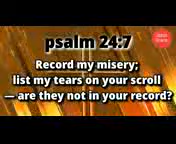 psalm 24:7
Record my misery;
list my tears on your scroll
— are they not in your record?